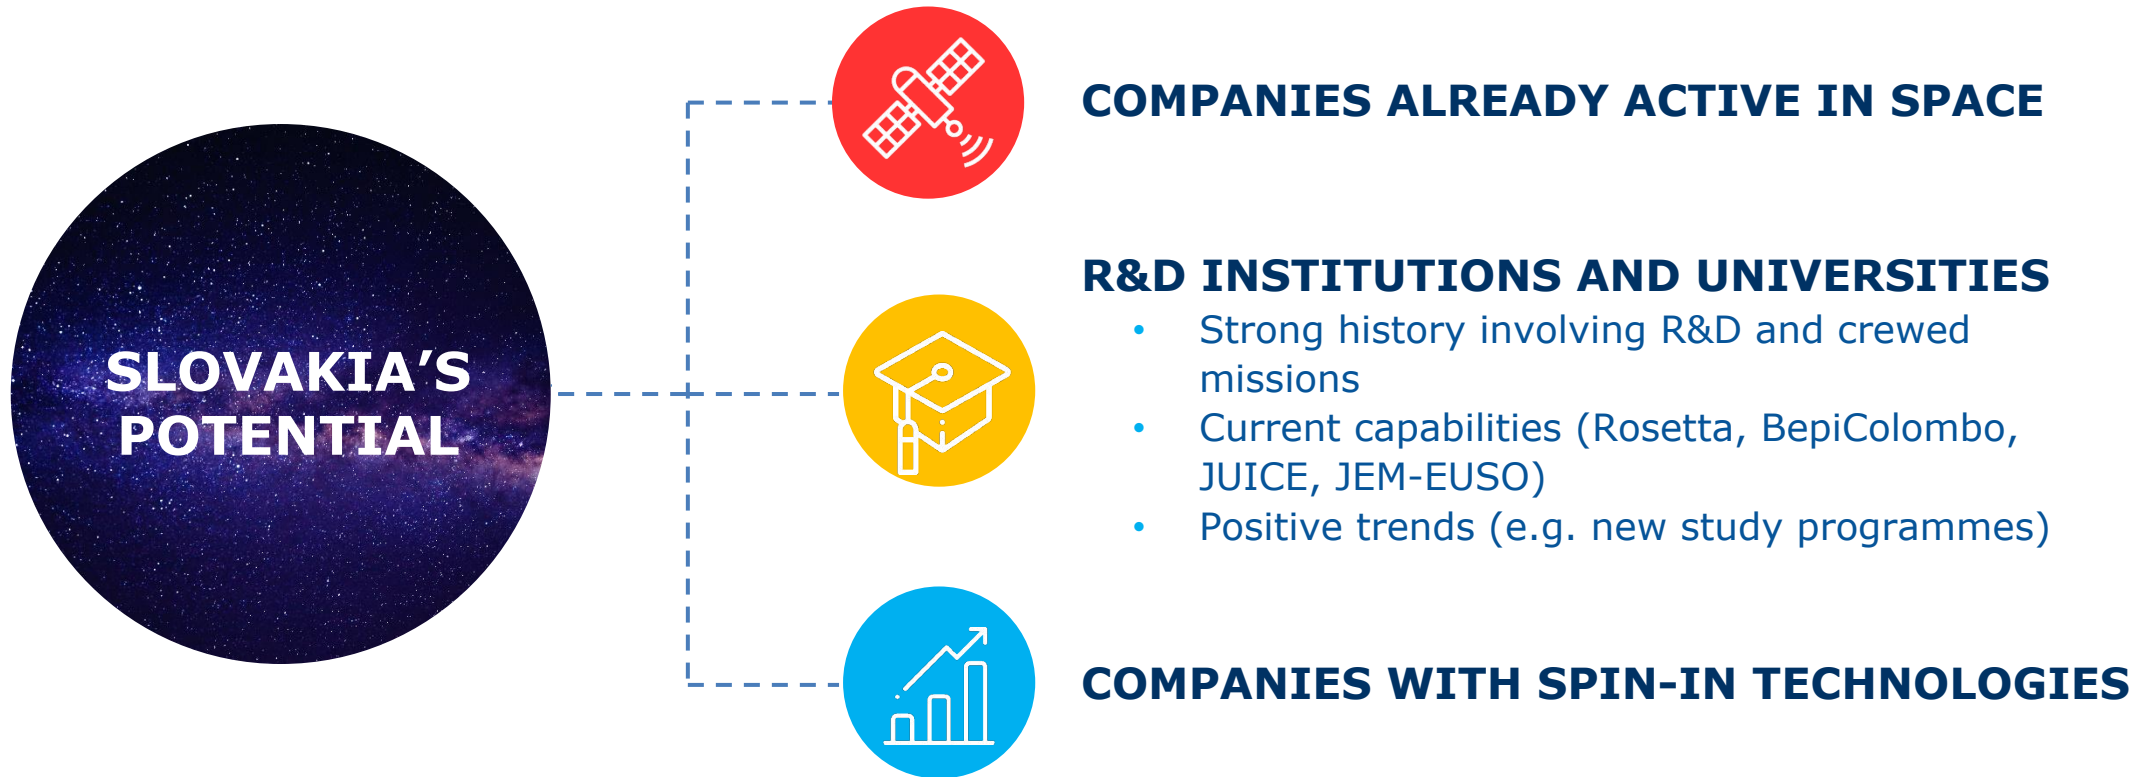 SLOVAKIA’S
POTENTIAL
COMPANIES ALREADY ACTIVE IN SPACE
R&D INSTITUTIONS AND UNIVERSITIES
• Strong history involving R&D and crewed
missions
• Current capabilities (Rosetta, BepiColombo,
JUICE, JEM-EUSO)
• Positive trends (e.g. new study programmes)
COMPANIES WITH SPIN-IN TECHNOLOGIES